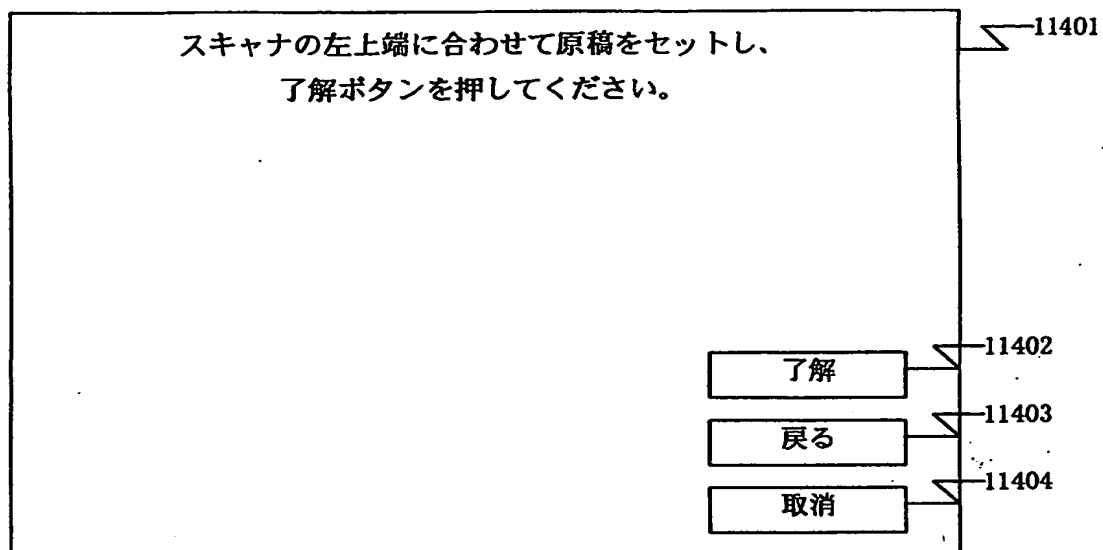 スキャナの左上端に合わせて原稿をセットし、
了解ボタンを押してください。
11401
了解
11402
戻る
11403
取消
11404